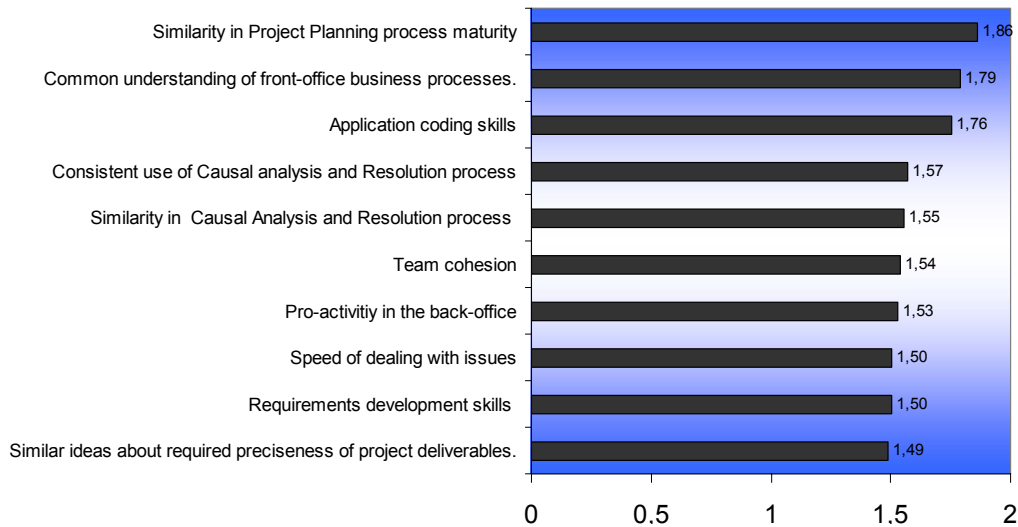 Similarity in Project Planning process maturity 1,86
Common understanding of front-office business processes. 1,79
Application coding skills 1,76
Consistent use of Causal analysis and Resolution process 1,57
Similarity in Causal Analysis and Resolution process 1,55
Team cohesion 1,54
Pro-activitiy in the back-office 1,53
Speed of dealing with issues 1,50
Requirements development skills 1,50
Similar ideas about required preciseness of project deliverables. 1,49
0 0,5 1 1,5 2